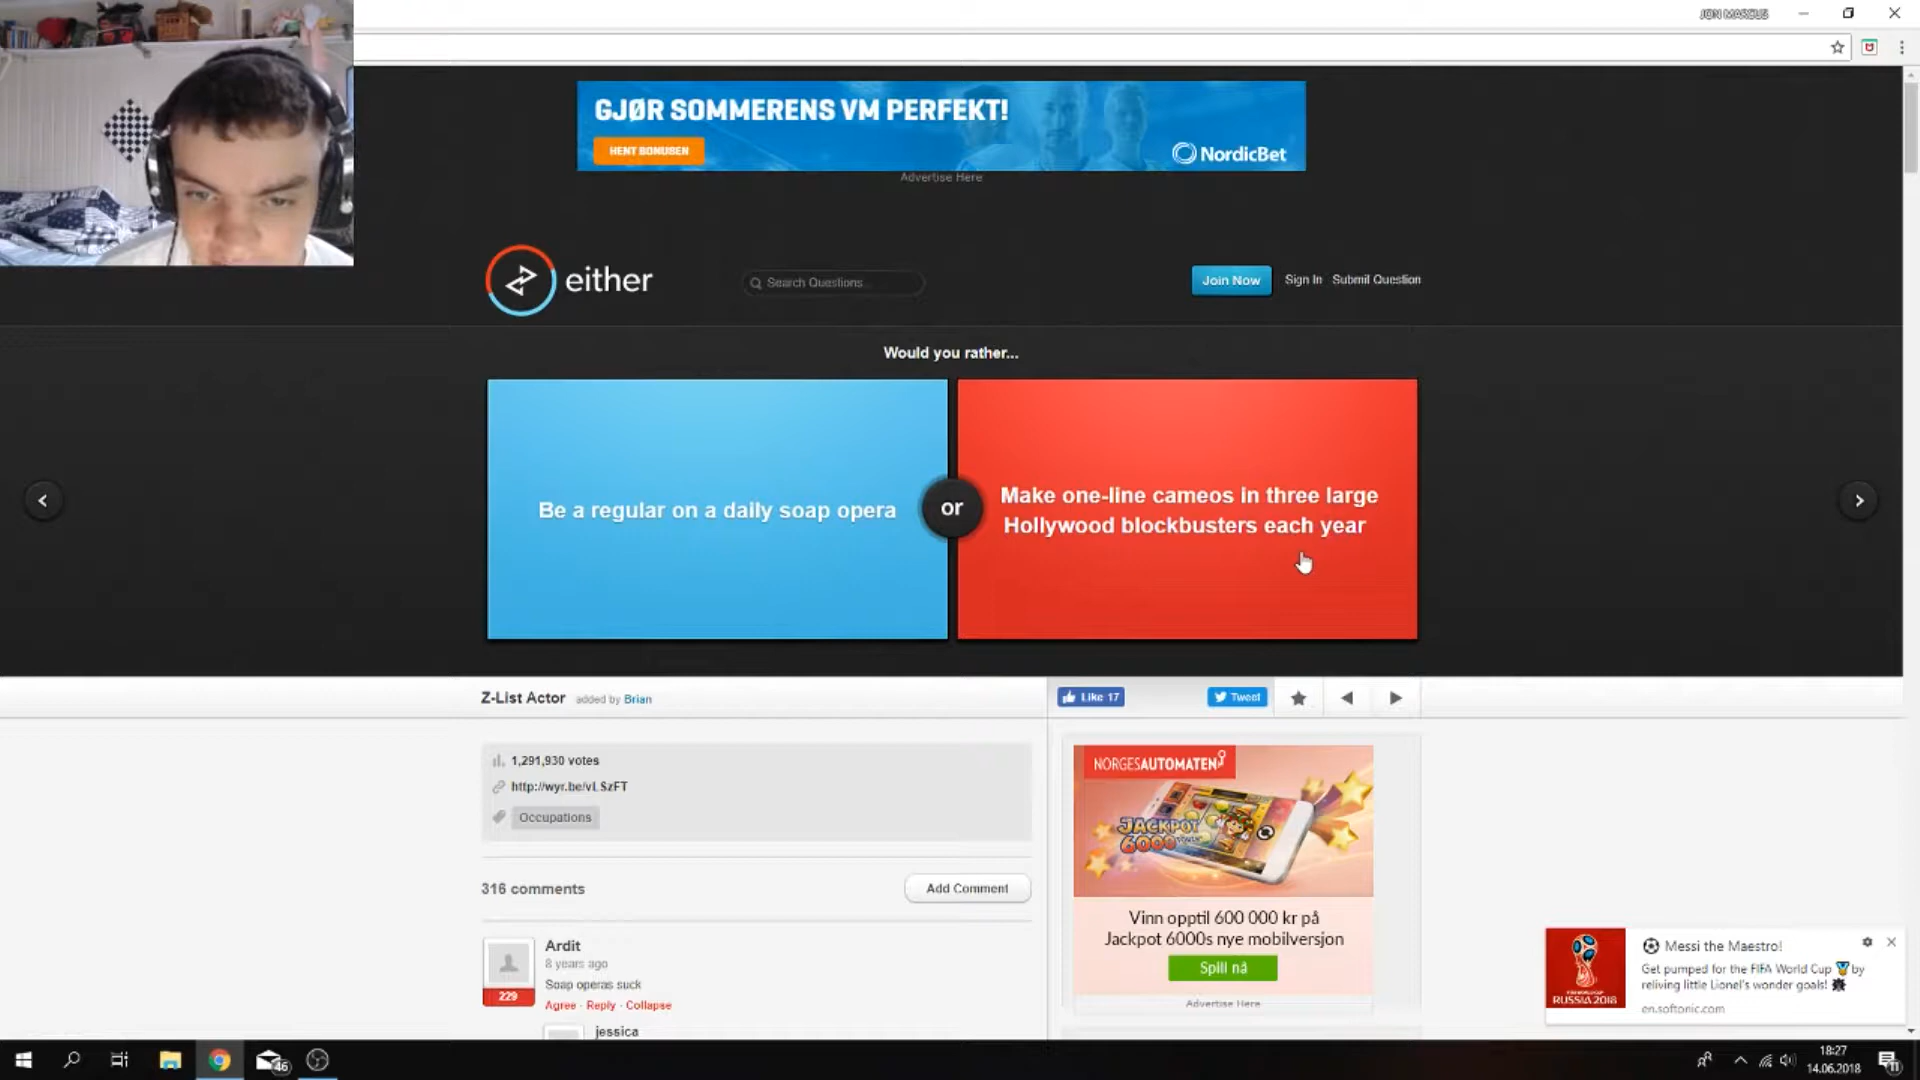 JON MARCUS
GJØR SOMMERENS VM PERFEKT!
HENT BONUSEN
NordicBet
Advertise Here
either
Search Questions...
Join Now
Sign In
Submit Question
Would you rather...
Be a regular on a daily soap opera
or
Make one-line cameos in three large
Hollywood blockbusters each year
Z-List Actor added by Brian
Like 17
Tweet
1,291,930 votes
http://wyr.be/vLSzFT
Occupations
316 comments
Add Comment
Ardit
8 years ago
Soap operas suck
229
Agree - Reply - Collapse
jessica
NORGESAUTOMATEN
JACKPOT
6000
Vinn opptil 600 000 kr på
Jackpot 6000s nye mobilversjon
Spill nå
Advertise Here
Messi the Maestro!
Get pumped for the FIFA World Cup by
reliving little Lionel's wonder goals!
en.softonic.com
RUSSIA 2018
46
18:27
14.06.2018